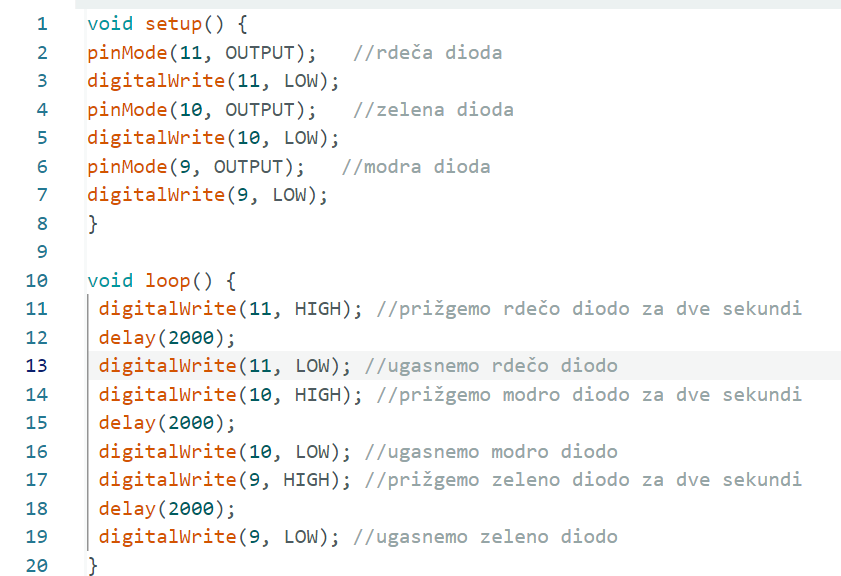 1 void setup() {
2 pinMode(11, OUTPUT);   //rdeča dioda
3 digitalWrite(11, LOW);
4 pinMode(10, OUTPUT);   //zelena dioda
5 digitalWrite(10, LOW);
6 pinMode(9, OUTPUT);   //modra dioda
7 digitalWrite(9, LOW);
8 }
9
10 void loop() {
11 digitalWrite(11, HIGH); //prižgemo rdečo diodo za dve sekundi
12 delay(2000);
13 digitalWrite(11, LOW); //ugasnemo rdečo diodo
14 digitalWrite(10, HIGH); //prižgemo modro diodo za dve sekundi
15 delay(2000);
16 digitalWrite(10, LOW); //ugasnemo modro diodo
17 digitalWrite(9, HIGH); //prižgemo zeleno diodo za dve sekundi
18 delay(2000);
19 digitalWrite(9, LOW); //ugasnemo zeleno diodo
20 }